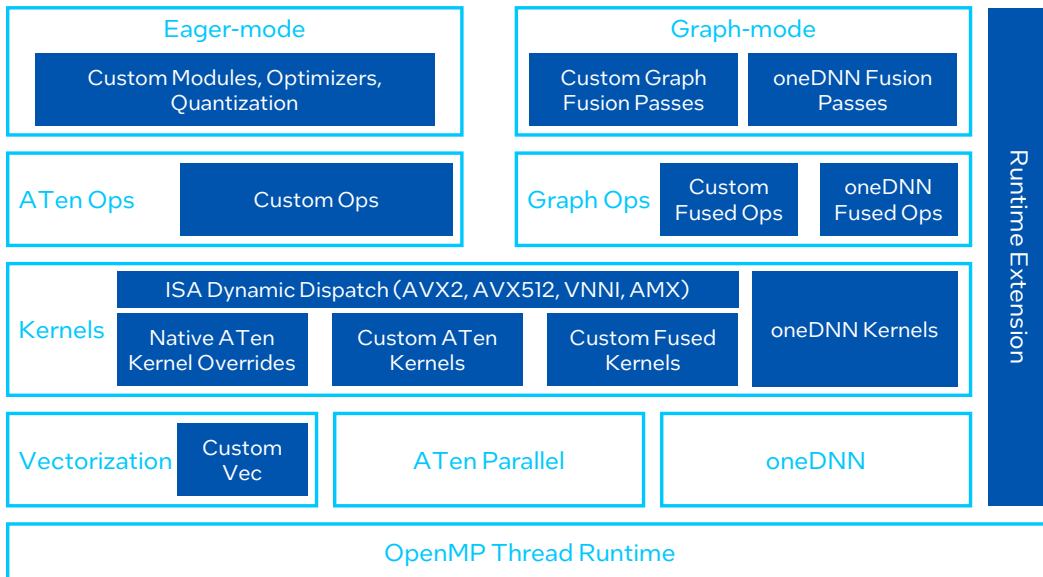 Eager-mode
Custom Modules, Optimizers,
Quantization
Graph-mode
Custom Graph
Fusion Passes
oneDNN Fusion
Passes
ATen Ops
Custom Ops
Graph Ops
Custom
Fused Ops
oneDNN
Fused Ops
Kernels
ISA Dynamic Dispatch (AVX2, AVX512, VNNI, AMX)
Native ATen
Kernel Overrides
Custom ATen
Kernels
Custom Fused
Kernels
oneDNN Kernels
Vectorization
Custom
Vec
ATen Parallel
oneDNN
Runtime Extension
OpenMP Thread Runtime